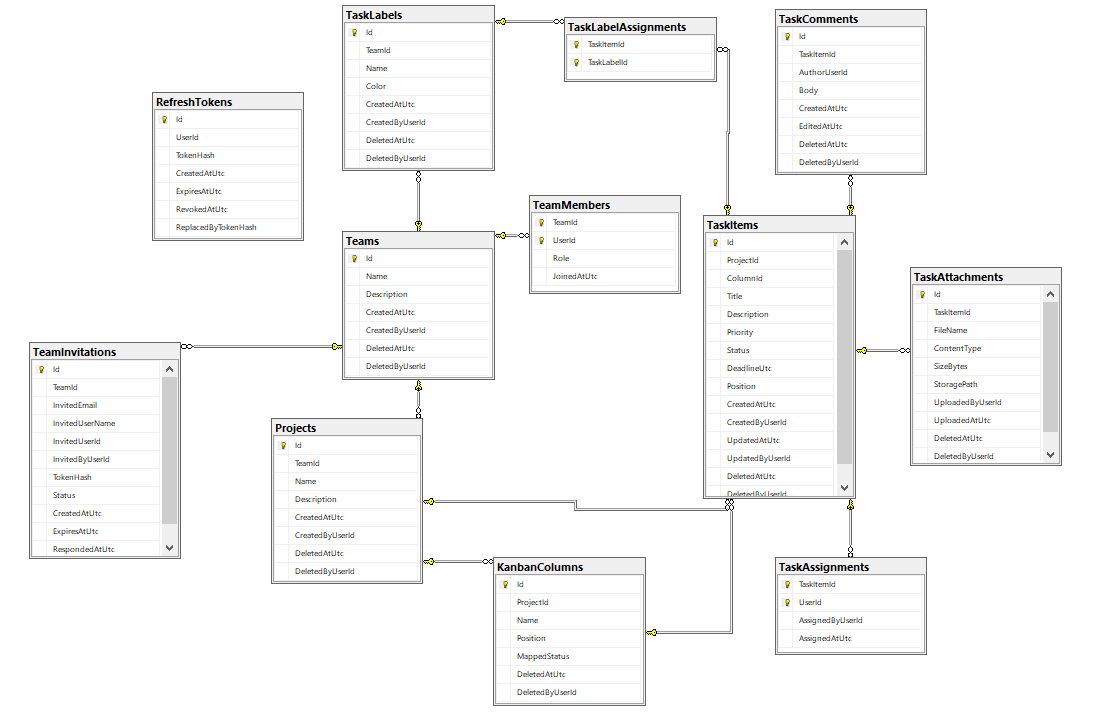 TaskLabels
Id
TeamId
Name
Color
CreatedAtUtc
CreatedByUserId
DeletedAtUtc
DeletedByUserId
TaskLabelAssignments
TaskItemId
TaskLabelId
TaskComments
Id
TaskItemId
AuthorUserId
Body
CreatedAtUtc
EditedAtUtc
DeletedAtUtc
DeletedByUserId
RefreshTokens
Id
UserId
TokenHash
CreatedAtUtc
ExpiresAtUtc
RevokedAtUtc
ReplacedByTokenHash
TeamMembers
TeamId
UserId
Role
JoinedAtUtc
Teams
Id
Name
Description
CreatedAtUtc
CreatedByUserId
DeletedAtUtc
DeletedByUserId
TaskItems
Id
ProjectId
ColumnId
Title
Description
Priority
Status
DeadlineUtc
Position
CreatedAtUtc
CreatedByUserId
UpdatedAtUtc
UpdatedByUserId
DeletedAtUtc
DeletedByUserId
TaskAttachments
Id
TaskItemId
FileName
ContentType
SizeBytes
StoragePath
UploadedByUserId
UploadedAtUtc
DeletedAtUtc
DeletedByUserId
TeamInvitations
Id
TeamId
InvitedEmail
InvitedUserName
InvitedUserId
InvitedByUserId
TokenHash
Status
CreatedAtUtc
ExpiresAtUtc
RespondedAtUtc
Projects
Id
TeamId
Name
Description
CreatedAtUtc
CreatedByUserId
DeletedAtUtc
DeletedByUserId
KanbanColumns
Id
ProjectId
Name
Position
MappedStatus
DeletedAtUtc
DeletedByUserId
TaskAssignments
TaskItemId
UserId
AssignedByUserId
AssignedAtUtc